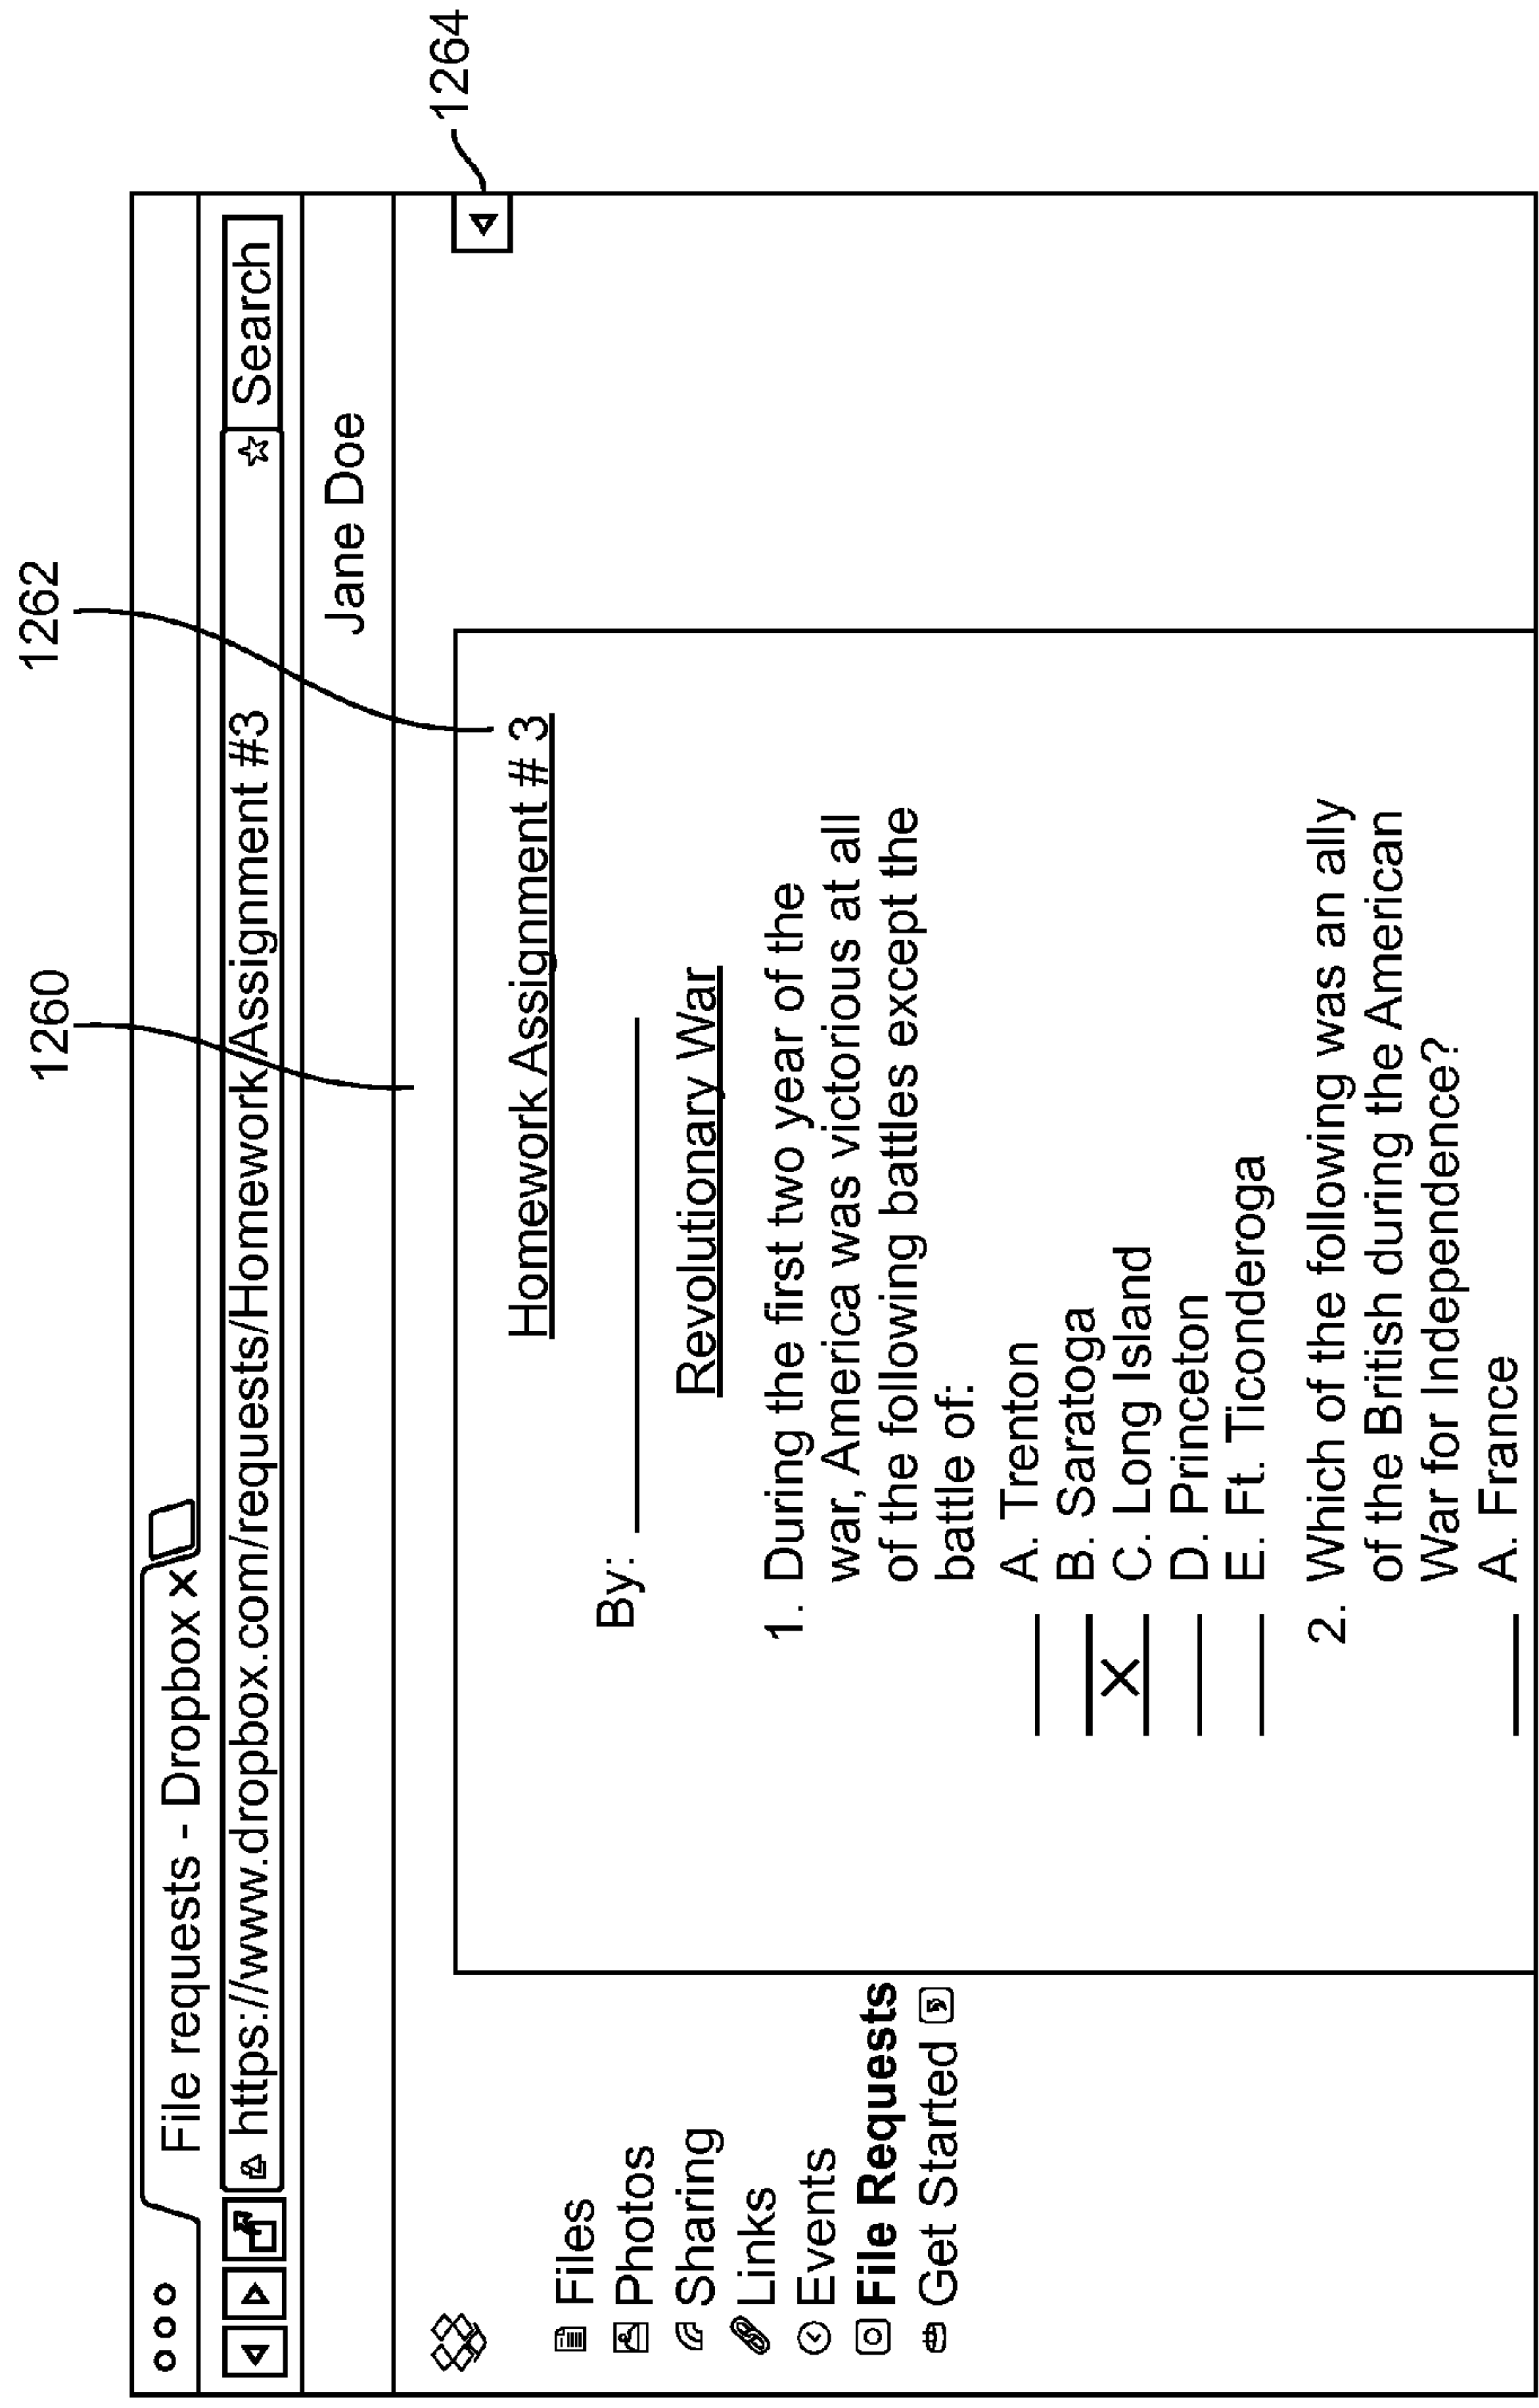 1260
1262
1264
File requests - Dropbox X
https://www.dropbox.com/requests/HomeworkAssignment #3
Search
Jane Doe
Files
Photos
Sharing
Links
Events
File Requests
Get Started
Homework Assignment # 3
By:
Revolutionary War
1. During the first two year of the
war, America was victorious at all
of the following battles except the
battle of:
A. Trenton
B. Saratoga
X C. Long Island
D. Princeton
E. Ft. Ticonderoga
2. Which of the following was an ally
of the British during the American
War for Independence?
A. France